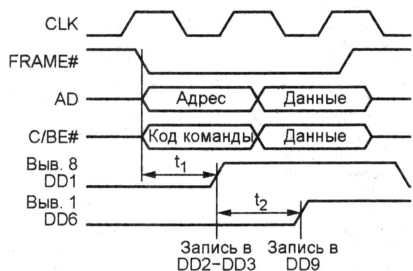 CLK
FRAME#
AD
Адрес
Данные
C/BE#
Код команды
Данные
Выв. 8
DD1
t1
Выв. 1
DD6
t2
Запись в
DD2–DD3
Запись в
DD9